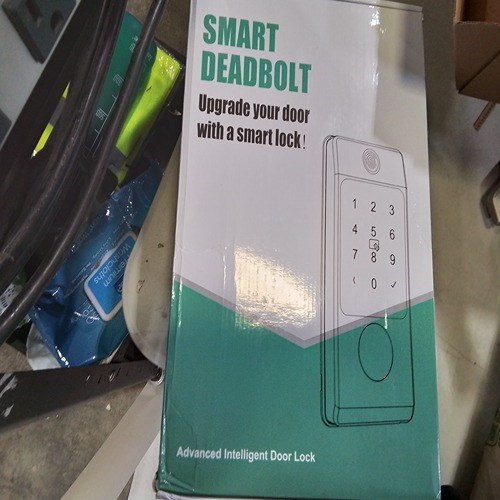 SMART
DEADBOLT
Upgrade your door
with a smart lock!
1 2 3
4 5 6
7 8 9
‹ 0 ✓
Advanced Intelligent Door Lock